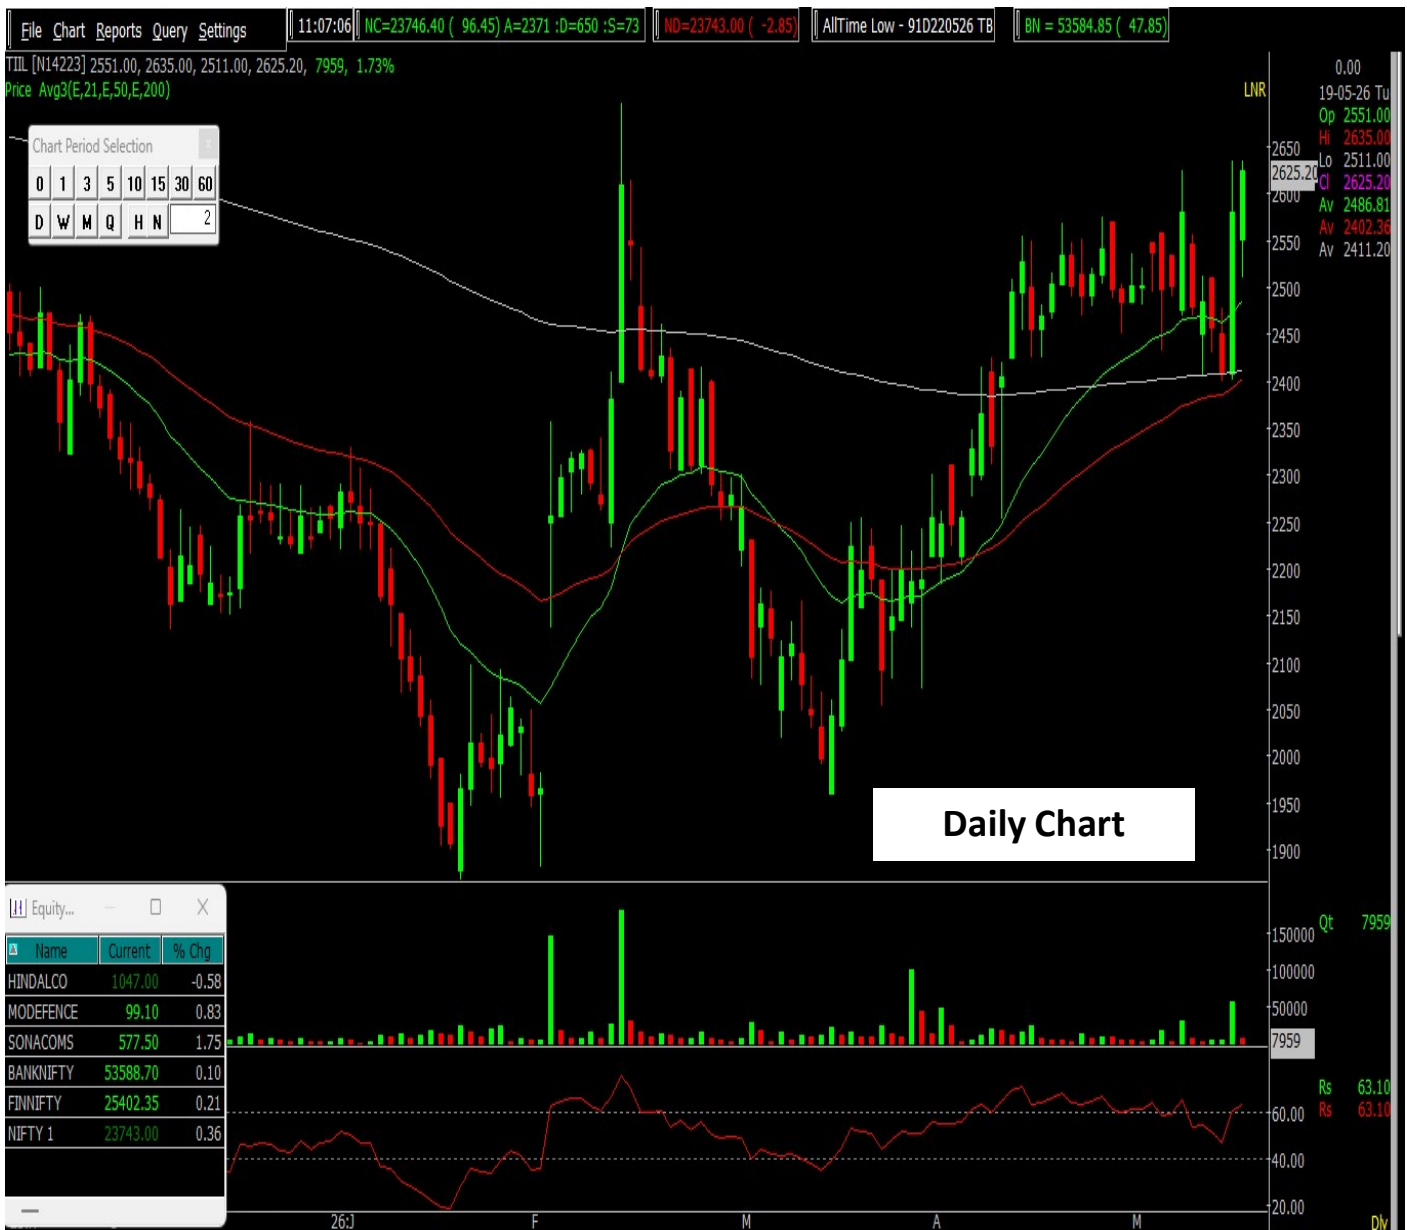 File Chart Reports Query Settings
11:07:06
NC=23746.40 ( 96.45) A=2371 :D=650 :S=73
ND=23743.00 ( -2.85)
AllTime Low - 91D220526 TB
BN = 53584.85 ( 47.85)
TIIL [N14223] 2551.00, 2635.00, 2511.00, 2625.20, 7959, 1.73%
Price Avg3(E,21,E,50,E,200)
LNR
0.00
19-05-26 Tu
Op 2551.00
Hi 2635.00
Lo 2511.00
Cl 2625.20
Av 2486.81
Av 2402.36
Av 2411.20
Chart Period Selection
x
0 1 3 5 10 15 30 60
D W M Q H N 2
2650
2625.20
2600
2550
2500
2450
2400
2350
2300
2250
2200
2150
2100
2050
2000
1950
1900
Daily Chart
Equity...
Name Current % Chg
HINDALCO 1047.00 -0.58
MODEFENCE 99.10 0.83
SONACOMS 577.50 1.75
BANKNIFTY 53588.70 0.10
FINNIFTY 25402.35 0.21
NIFTY 1 23743.00 0.36
150000
100000
50000
7959
Qt 7959
60.00
40.00
20.00
Rs 63.10
Rs 63.10
26:J F M A M
Dly